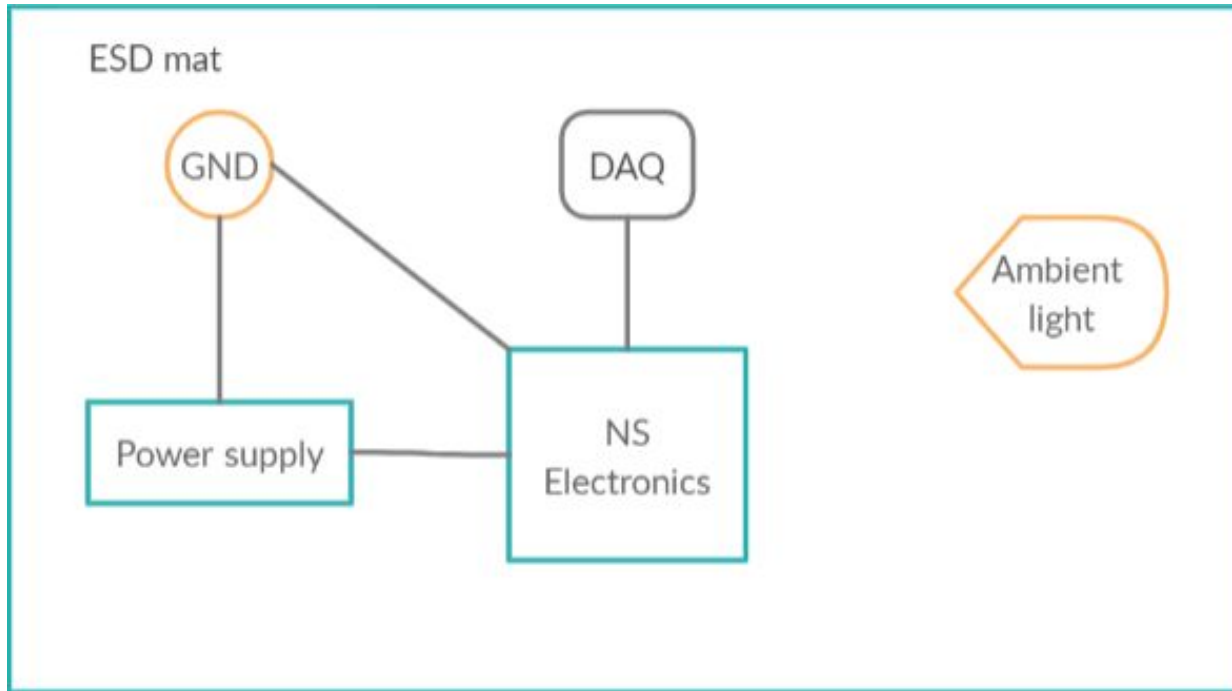 ESD mat
GND
DAQ
Ambient
light
Power supply
NS
Electronics